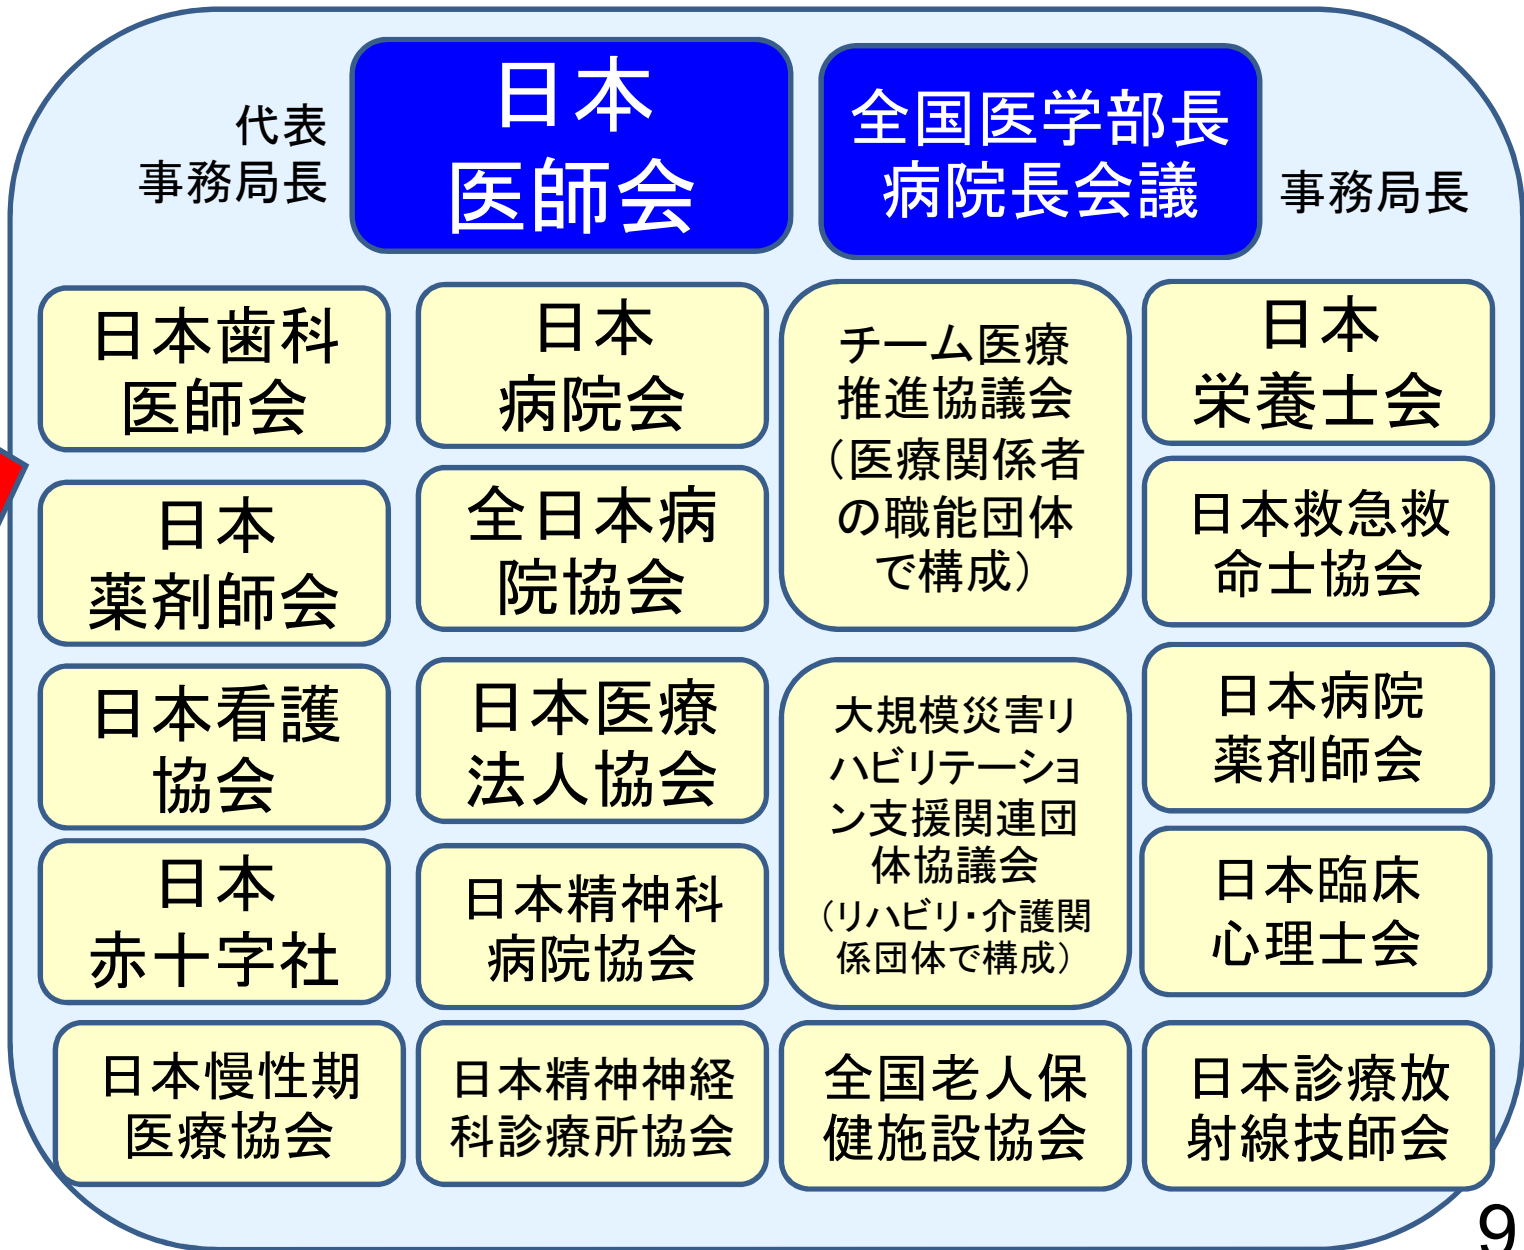 代表
事務局長
日本
医師会
全国医学部長
病院長会議
事務局長
日本歯科
医師会
日本
病院会
チーム医療
推進協議会
（医療関係者
の職能団体
で構成）
日本
栄養士会
日本
薬剤師会
全日本病
院協会
日本救急救
命士協会
日本看護
協会
日本医療
法人協会
大規模災害リ
ハビリテーショ
ン支援関連団
体協議会
（リハビリ・介護関
係団体で構成）
日本病院
薬剤師会
日本
赤十字社
日本精神科
病院協会
日本臨床
心理士会
日本慢性期
医療協会
日本精神神経
科診療所協会
全国老人保
健施設協会
日本診療放
射線技師会
9